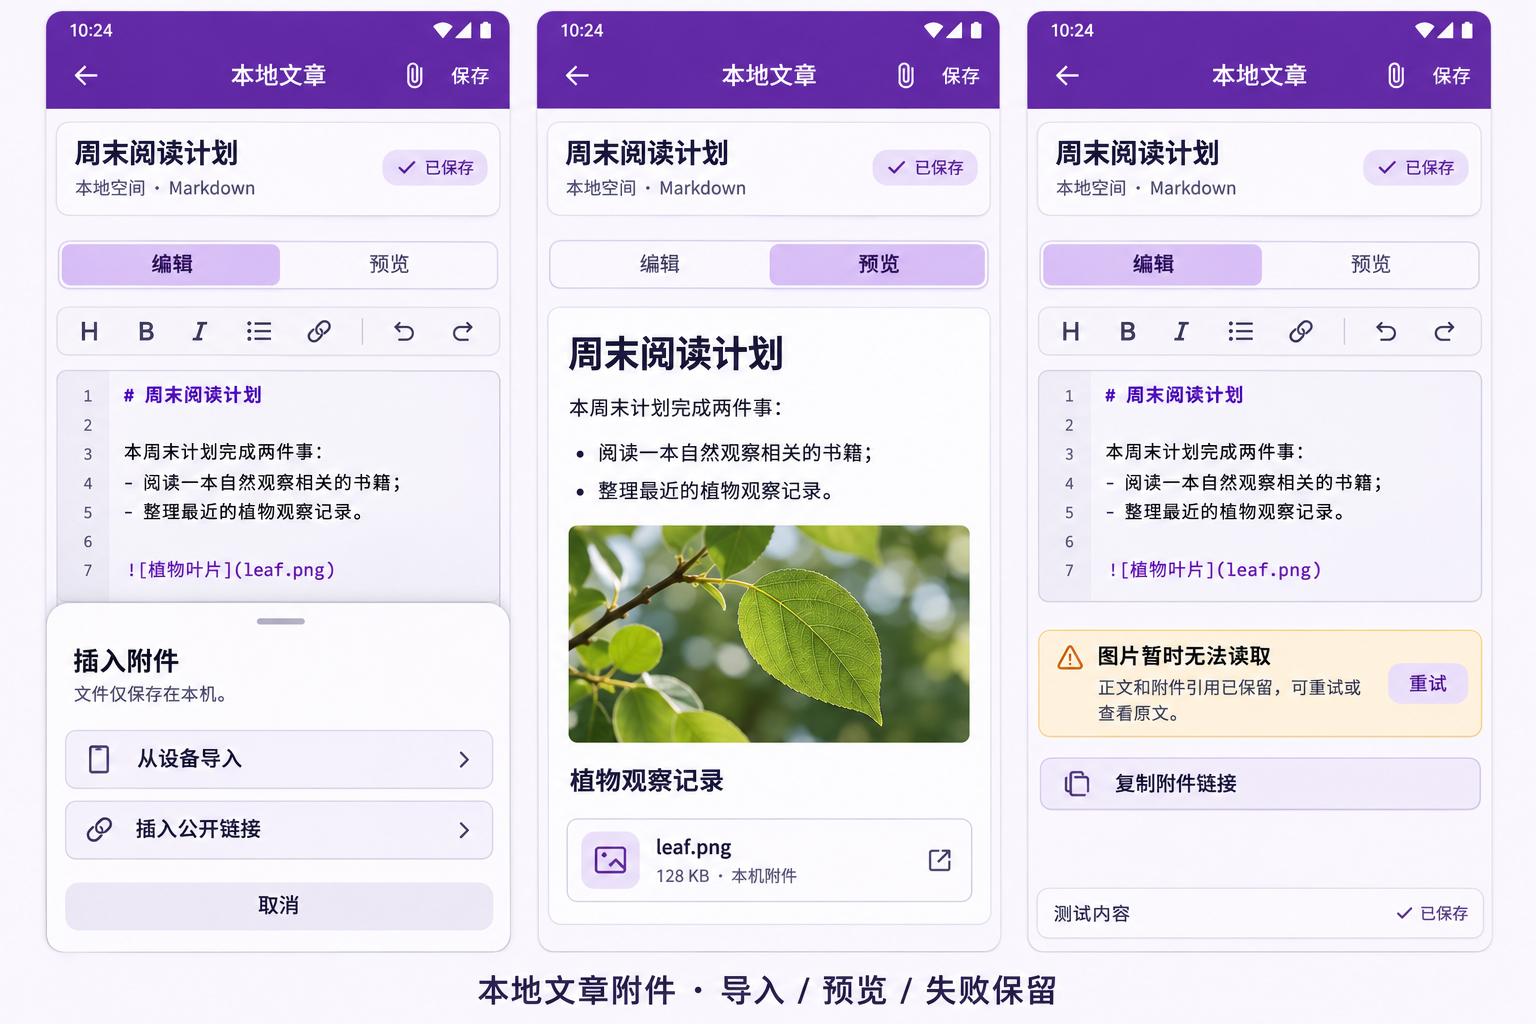 10:24
本地文章
保存
周末阅读计划
本地空间 · Markdown
已保存
编辑
预览
H B I
1 # 周末阅读计划
2
3 本周末计划完成两件事：
4 - 阅读一本自然观察相关的书籍；
5 - 整理最近的植物观察记录。
6
7 ![植物叶片](leaf.png)
插入附件
文件仅保存在本机。
从设备导入
插入公开链接
取消
10:24
本地文章
保存
周末阅读计划
本地空间 · Markdown
已保存
编辑
预览
周末阅读计划
本周末计划完成两件事：
• 阅读一本自然观察相关的书籍；
• 整理最近的植物观察记录。
植物观察记录
leaf.png
128 KB · 本机附件
10:24
本地文章
保存
周末阅读计划
本地空间 · Markdown
已保存
编辑
预览
H B I
1 # 周末阅读计划
2
3 本周末计划完成两件事：
4 - 阅读一本自然观察相关的书籍；
5 - 整理最近的植物观察记录。
6
7 ![植物叶片](leaf.png)
图片暂时无法读取
正文和附件引用已保留，可重试或
查看原文。
重试
复制附件链接
测试内容
已保存
本地文章附件 · 导入 / 预览 / 失败保留